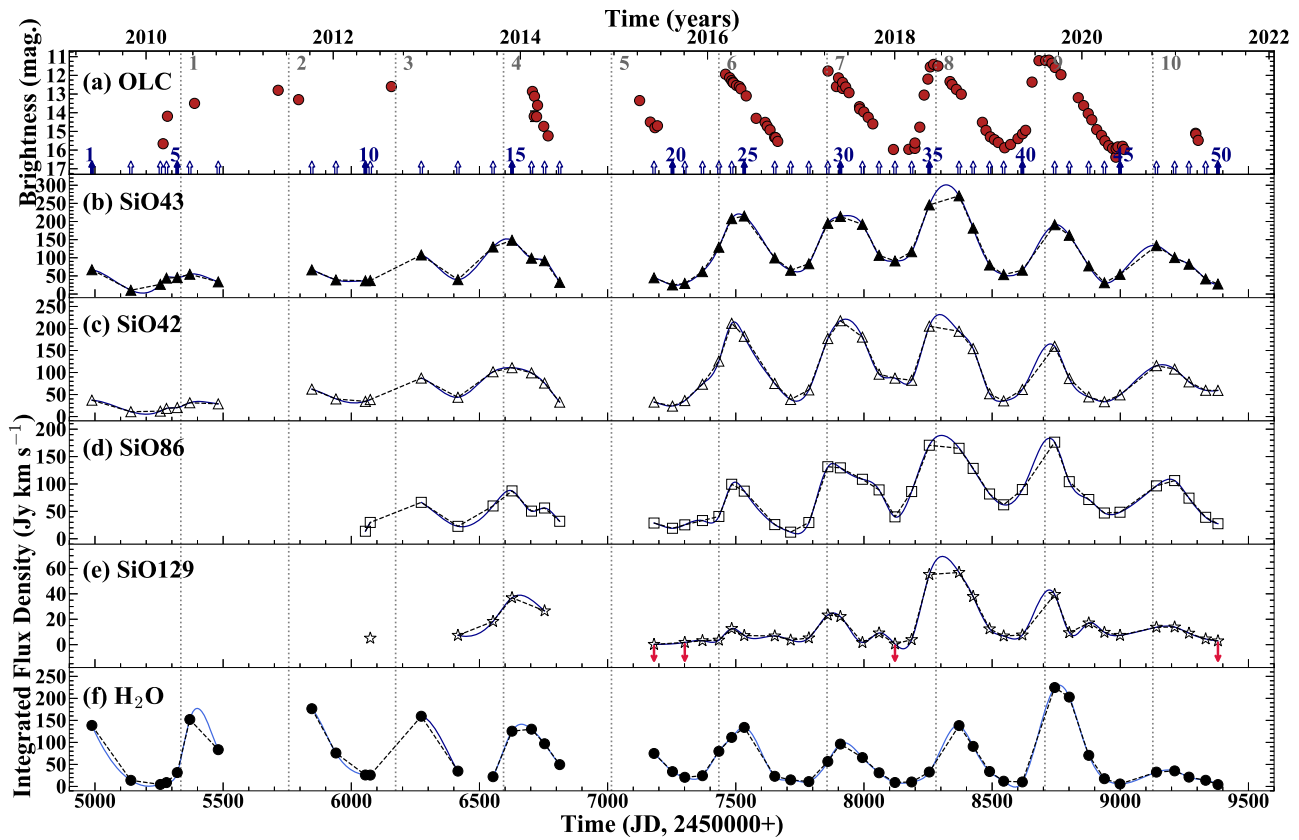 Time (years)
2010 2012 2014 2016 2018 2020 2022
Brightness (mag.)
11
12
13
14
15
16
17
(a) OLC
1 2 3 4 5 6 7 8 9 10
1 5 10 15 20 25 30 35 40 45 50
(b) SiO43
300
250
200
150
100
50
0
(c) SiO42
250
200
150
100
50
0
Integrated Flux Density (Jy km s⁻¹)
(d) SiO86
200
150
100
50
0
(e) SiO129
60
40
20
0
(f) H₂O
250
200
150
100
50
0
5000 5500 6000 6500 7000 7500 8000 8500 9000 9500
Time (JD, 2450000+)